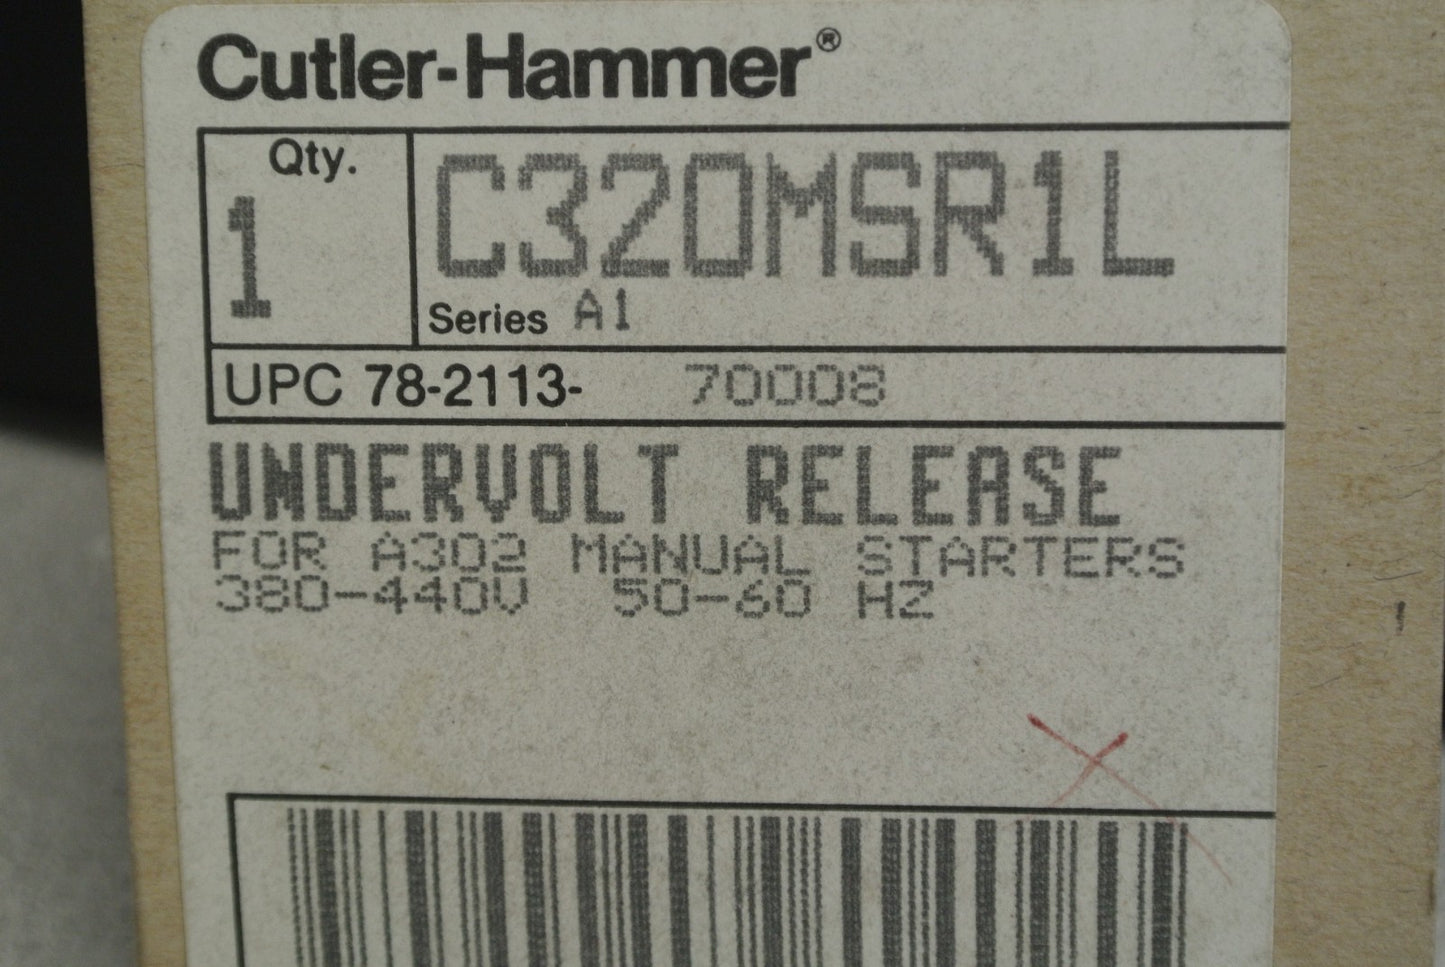 Cutler-Hammer®
Qty.
1
C320MSR1L
Series A1
UPC 78-2113- 70008
UNDERVOLT RELEASE
FOR A302 MANUAL STARTERS
380-440V 50-60 HZ